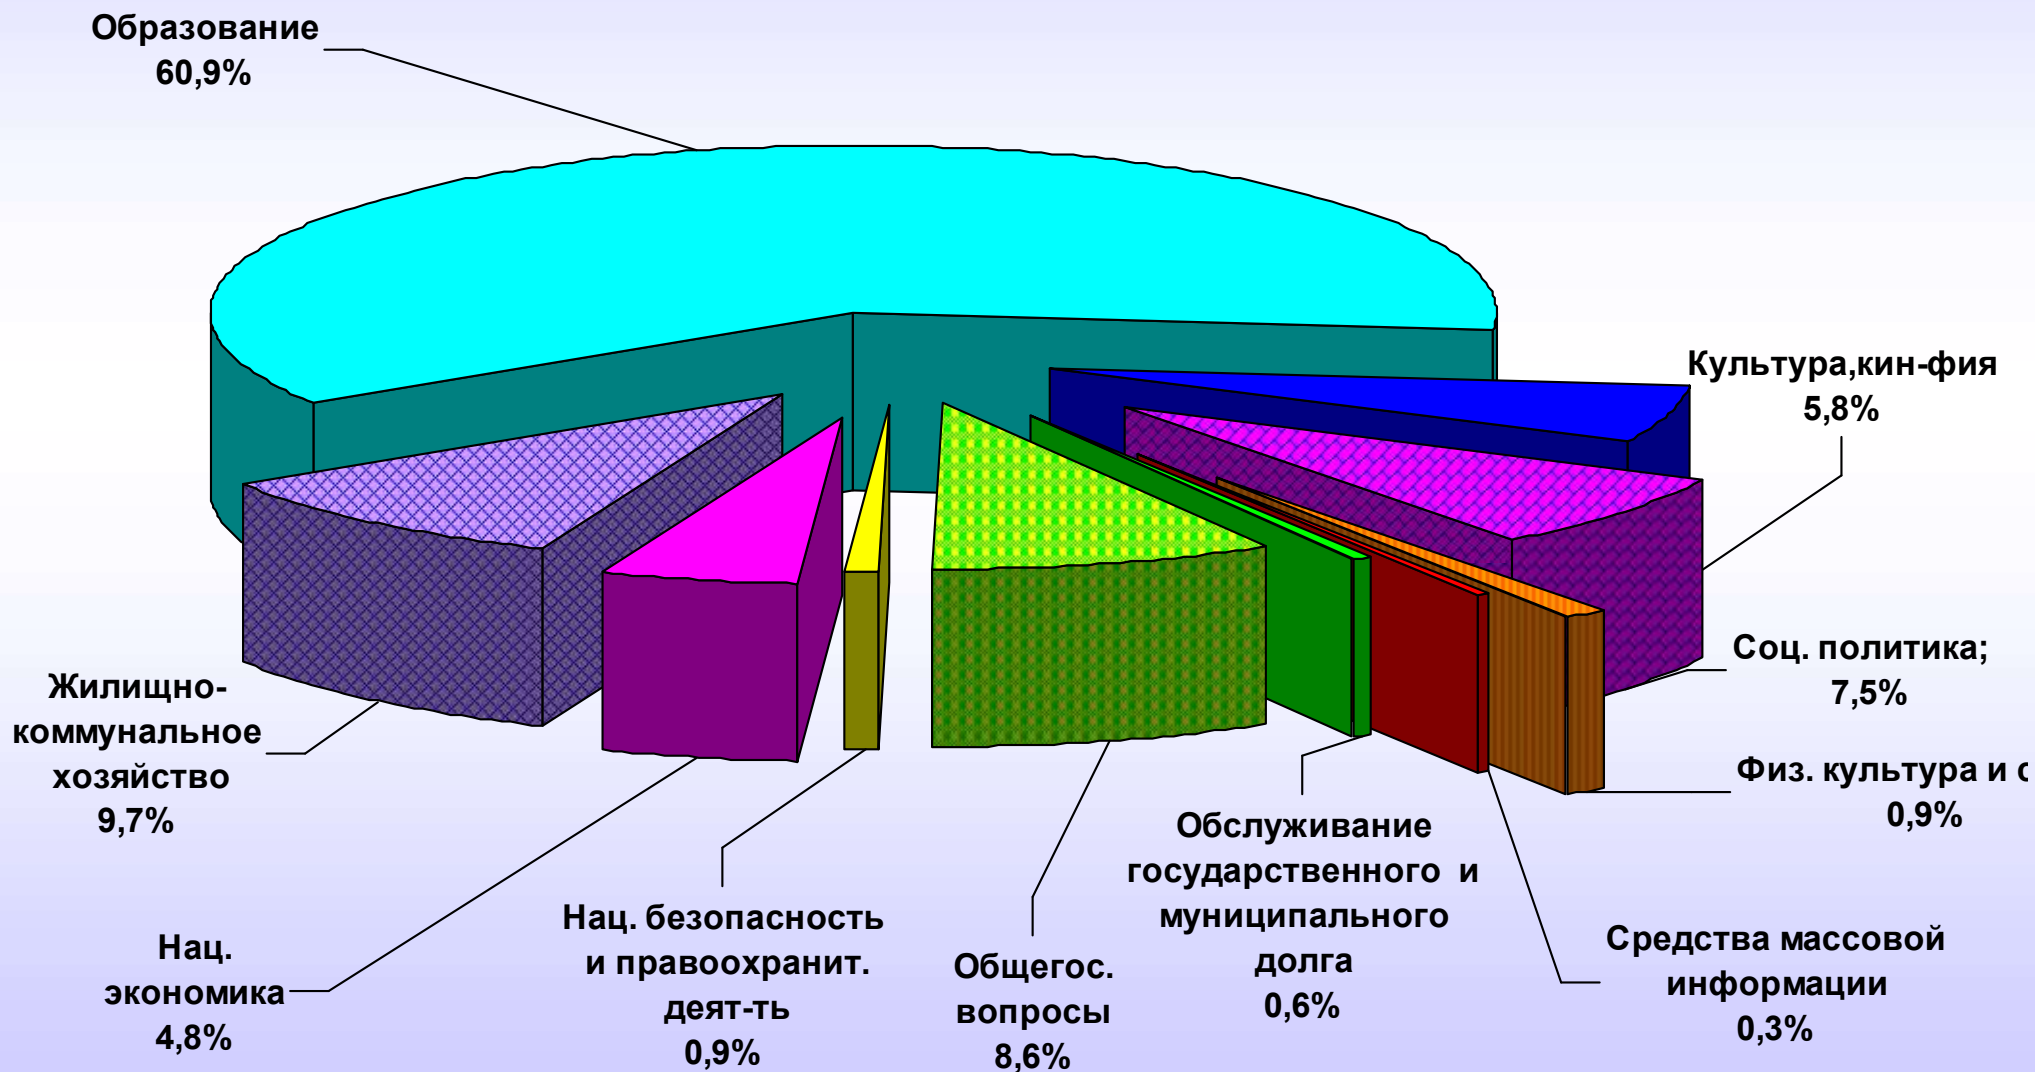 Образование
60,9%
Культура,кин-фия
5,8%
Соц. политика;
7,5%
Физ. культура и с
0,9%
Средства массовой
информации
0,3%
Обслуживание
государственного и
муниципального
долга
0,6%
Общегос.
вопросы
8,6%
Нац. безопасность
и правоохранит.
деят-ть
0,9%
Нац.
экономика
4,8%
Жилищно-
коммунальное
хозяйство
9,7%